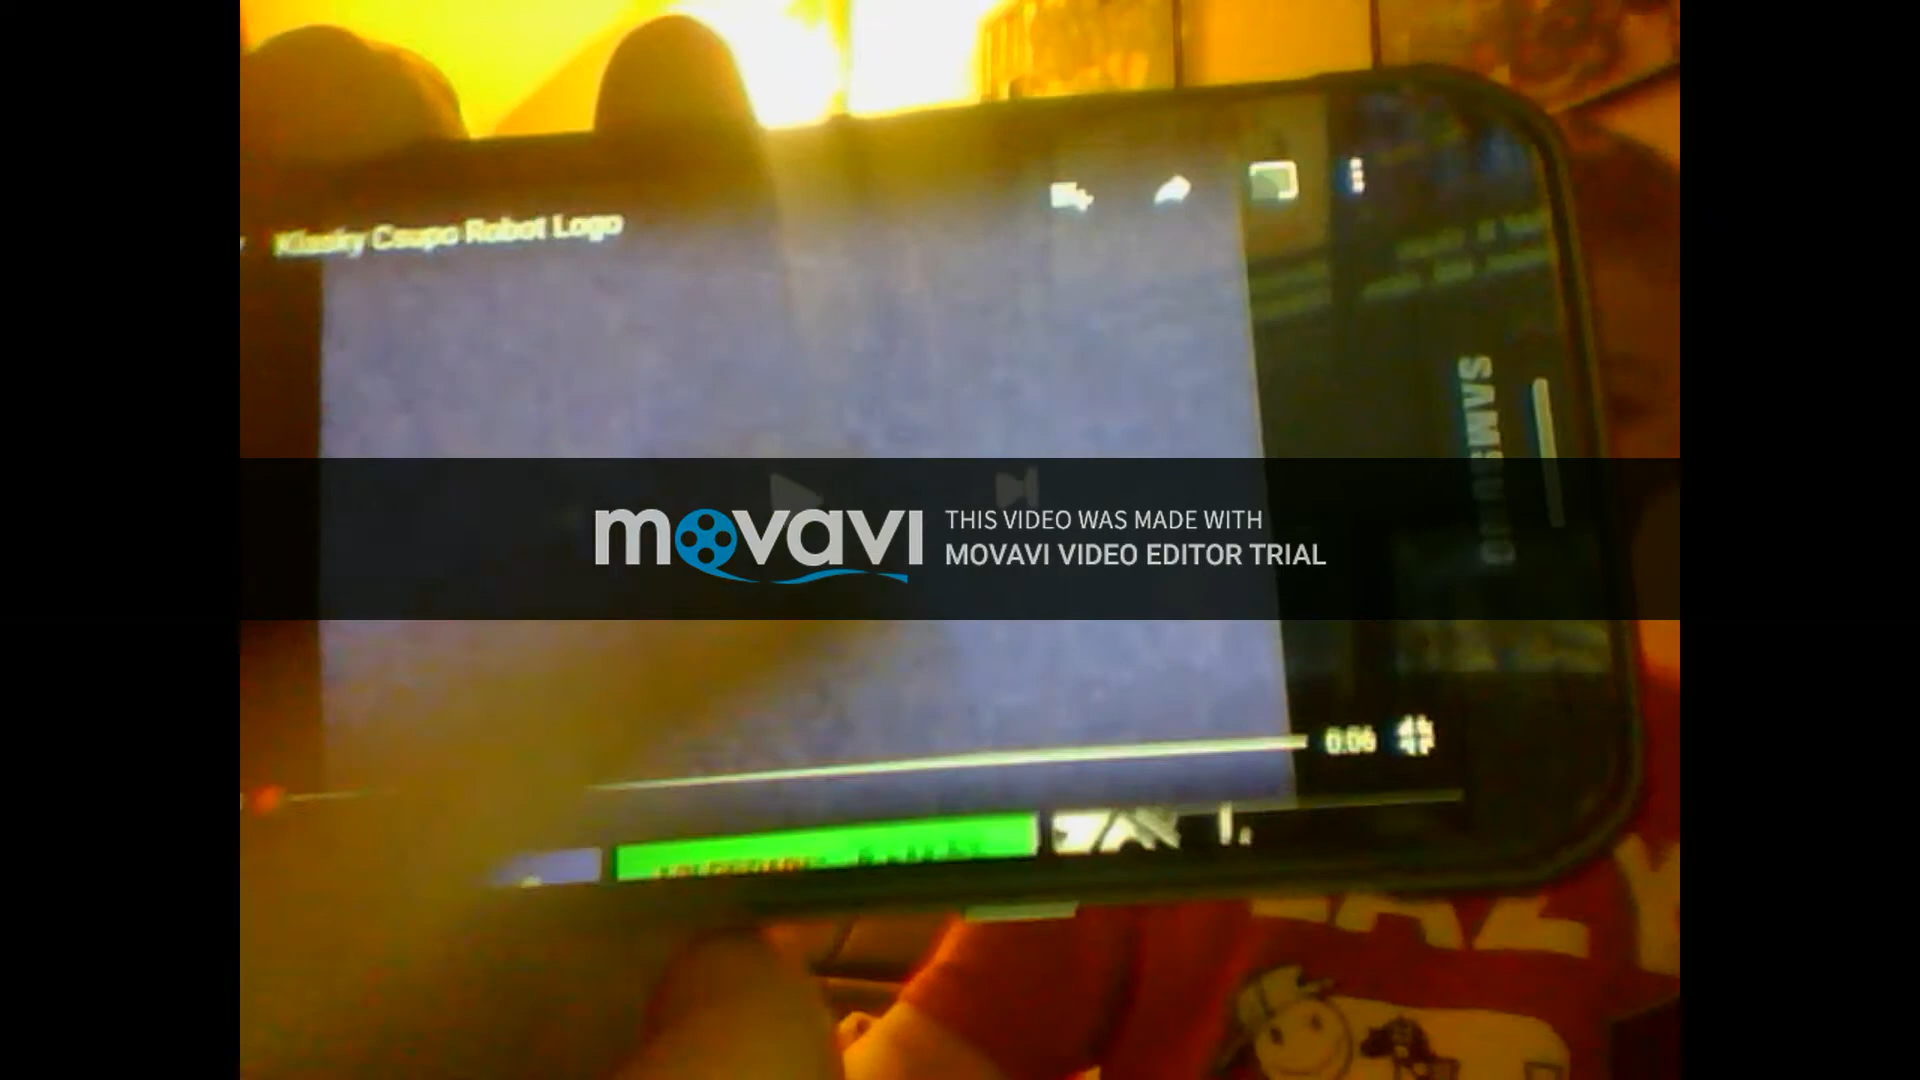 Klasky Csupo Robot Logo
SAMSUNG
movavi
THIS VIDEO WAS MADE WITH
MOVAVI VIDEO EDITOR TRIAL
0:06